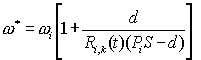 ω* = ω_i [1 + d / (R_{i,k}(t)(P_i S − d))]